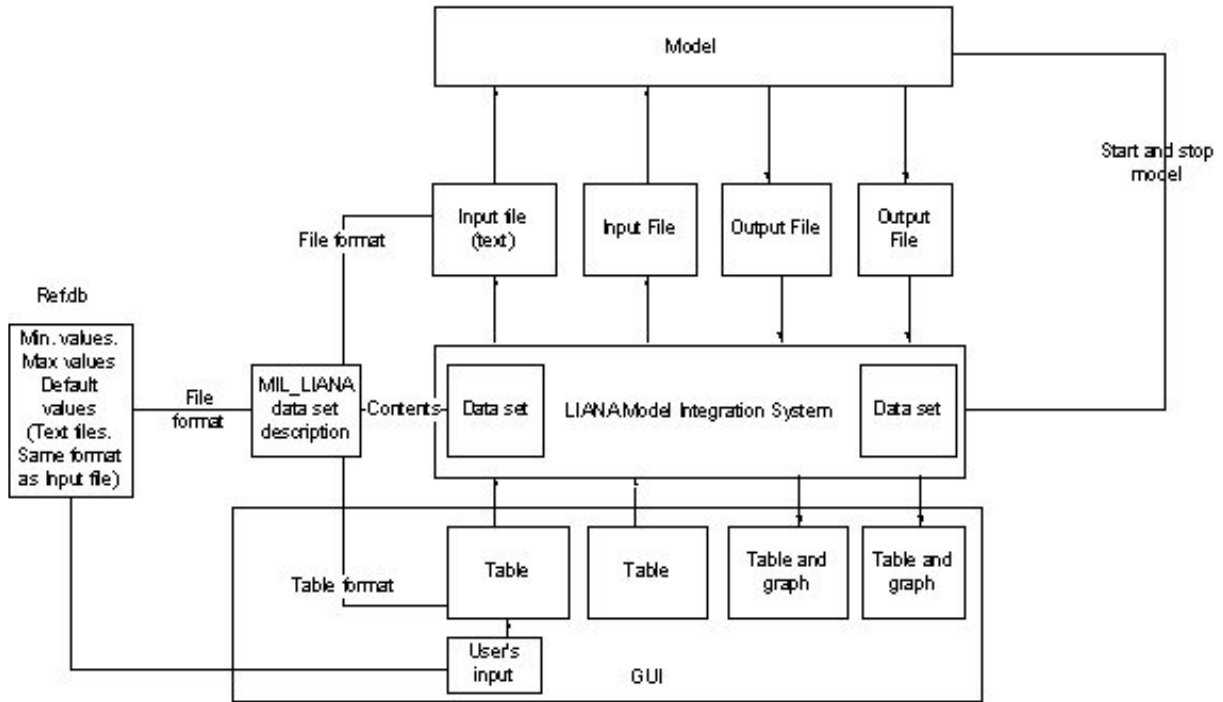 Model
Start and stop
model
Input file
(text)
Input File
Output File
Output
File
File format
Ref.db
Min. values.
Max values
Default
values
(Text files.
Same format
as Input file)
File
format
MIL_LIANA
data set
description
Contents
Data set
LIANA Model Integration System
Data set
Table format
Table
Table
Table and
graph
Table and
graph
User's
input
GUI